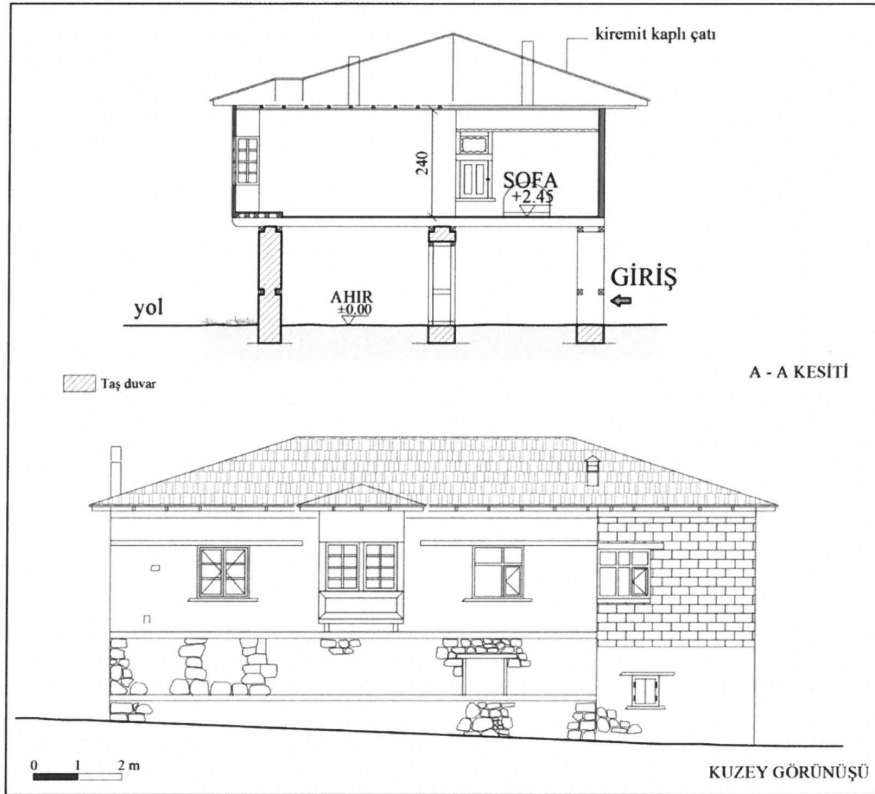 kiremit kaplı çatı
240
SOFA
+2.45
GİRİŞ
yol
AHIR
±0.00
A - A KESİTİ
Taş duvar
0 1 2 m
KUZEY GÖRÜNÜŞÜ